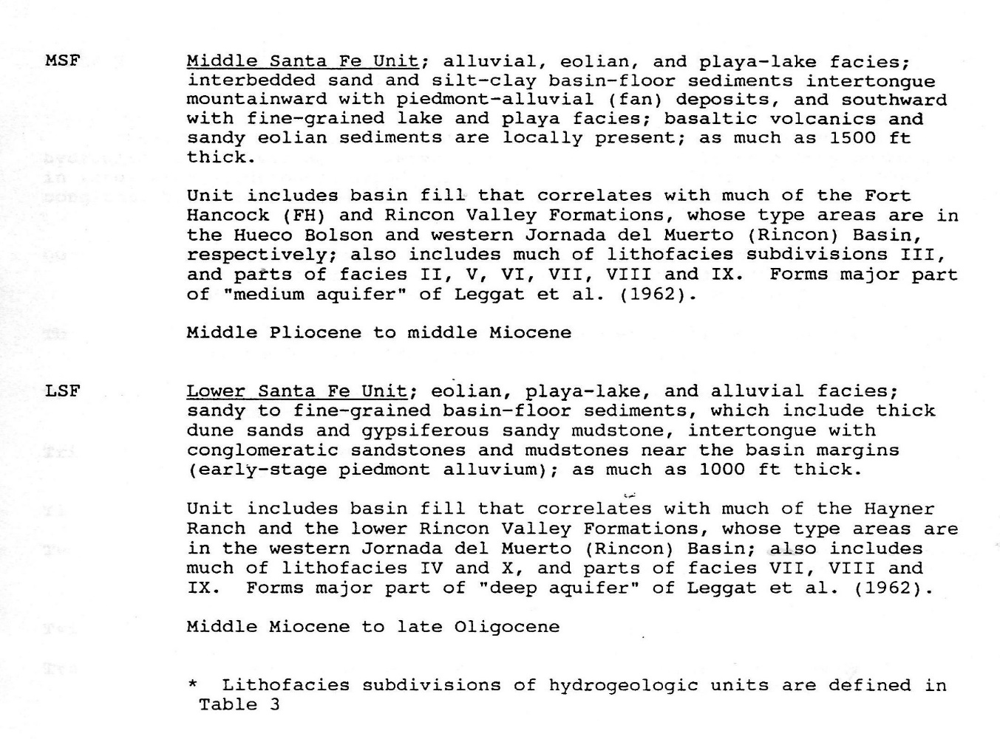 MSF Middle Santa Fe Unit; alluvial, eolian, and playa-lake facies;
interbedded sand and silt-clay basin-floor sediments intertongue
mountainward with piedmont-alluvial (fan) deposits, and southward
with fine-grained lake and playa facies; basaltic volcanics and
sandy eolian sediments are locally present; as much as 1500 ft
thick.
Unit includes basin fill that correlates with much of the Fort
Hancock (FH) and Rincon Valley Formations, whose type areas are in
the Hueco Bolson and western Jornada del Muerto (Rincon) Basin,
respectively; also includes much of lithofacies subdivisions III,
and parts of facies II, V, VI, VII, VIII and IX. Forms major part
of "medium aquifer" of Leggat et al. (1962).
Middle Pliocene to middle Miocene
LSF Lower Santa Fe Unit; eolian, playa-lake, and alluvial facies;
sandy to fine-grained basin-floor sediments, which include thick
dune sands and gypsiferous sandy mudstone, intertongue with
conglomeratic sandstones and mudstones near the basin margins
(early-stage piedmont alluvium); as much as 1000 ft thick.
Unit includes basin fill that correlates with much of the Hayner
Ranch and the lower Rincon Valley Formations, whose type areas are
in the western Jornada del Muerto (Rincon) Basin; also includes
much of lithofacies IV and X, and parts of facies VII, VIII and
IX. Forms major part of "deep aquifer" of Leggat et al. (1962).
Middle Miocene to late Oligocene
* Lithofacies subdivisions of hydrogeologic units are defined in
Table 3